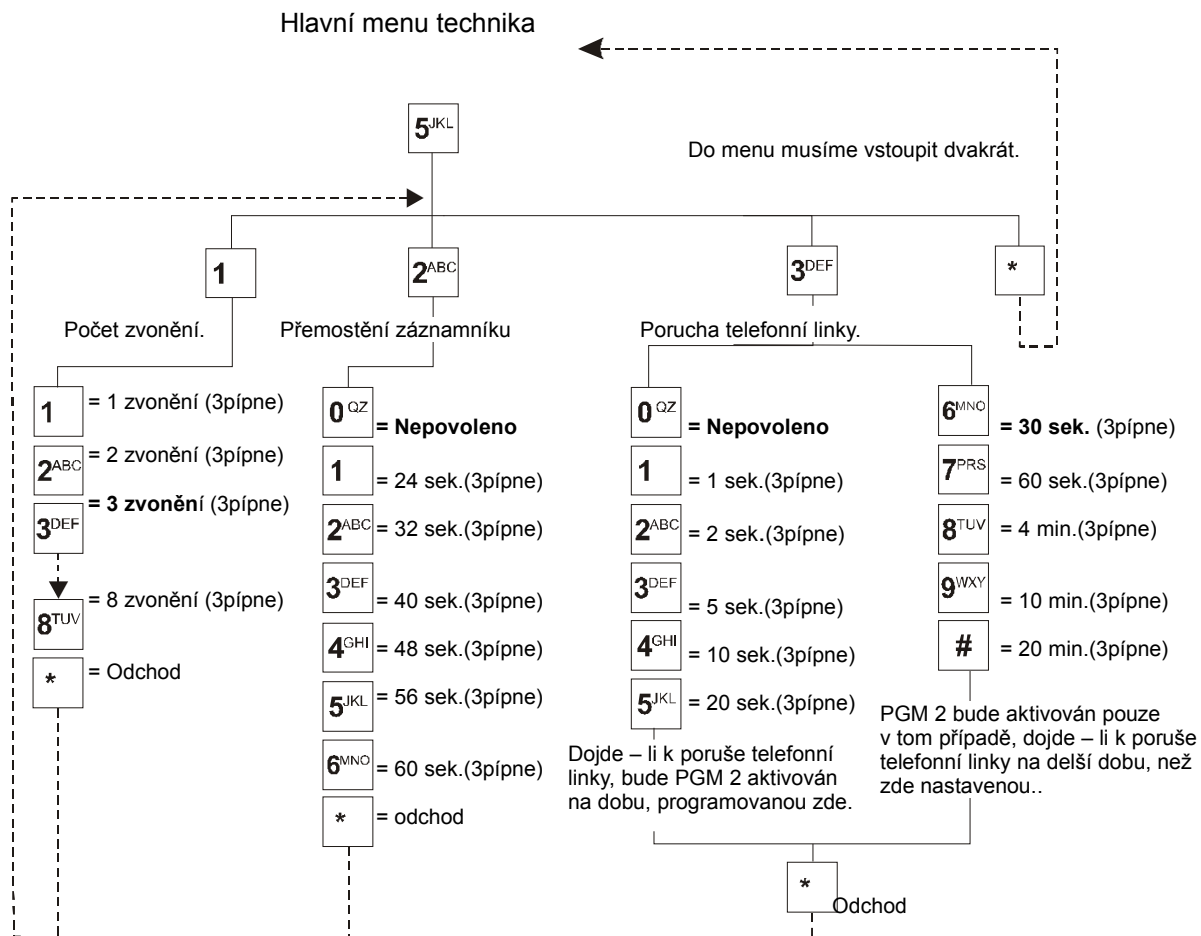 Hlavní menu technika
5JKL
Do menu musíme vstoupit dvakrát.
1
2ABC
3DEF
*
Počet zvonění.
Přemostění záznamníku
Porucha telefonní linky.
1 = 1 zvonění (3pípne)
2ABC = 2 zvonění (3pípne)
3DEF = 3 zvonění (3pípne)
8TUV = 8 zvonění (3pípne)
* = Odchod
0QZ = Nepovoleno
1 = 24 sek.(3pípne)
2ABC = 32 sek.(3pípne)
3DEF = 40 sek.(3pípne)
4GHI = 48 sek.(3pípne)
5JKL = 56 sek.(3pípne)
6MNO = 60 sek.(3pípne)
* = odchod
0QZ = Nepovoleno
1 = 1 sek.(3pípne)
2ABC = 2 sek.(3pípne)
3DEF = 5 sek.(3pípne)
4GHI = 10 sek.(3pípne)
5JKL = 20 sek.(3pípne)
Dojde – li k poruše telefonní
linky, bude PGM 2 aktivován
na dobu, programovanou zde.
6MNO = 30 sek. (3pípne)
7PRS = 60 sek.(3pípne)
8TUV = 4 min.(3pípne)
9WXY = 10 min.(3pípne)
# = 20 min.(3pípne)
PGM 2 bude aktivován pouze
v tom případě, dojde – li k poruše
telefonní linky na delší dobu, než
zde nastavenou..
*
Odchod